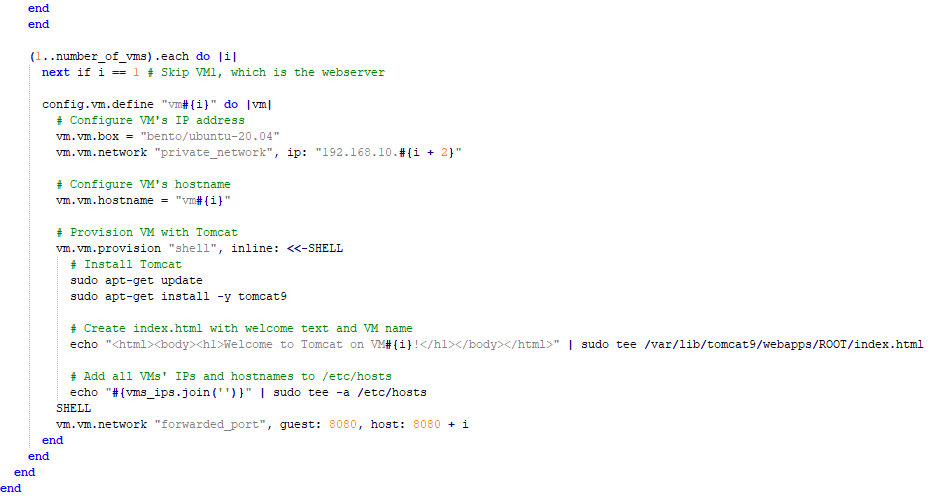 end
end
(1..number_of_vms).each do |i|
next if i == 1 # Skip VM1, which is the webserver
config.vm.define "vm#{i}" do |vm|
# Configure VM's IP address
vm.vm.box = "bento/ubuntu-20.04"
vm.vm.network "private_network", ip: "192.168.10.#{i + 2}"
# Configure VM's hostname
vm.vm.hostname = "vm#{i}"
# Provision VM with Tomcat
vm.vm.provision "shell", inline: <<-SHELL
# Install Tomcat
sudo apt-get update
sudo apt-get install -y tomcat9
# Create index.html with welcome text and VM name
echo "<html><body><h1>Welcome to Tomcat on VM#{i}!</h1></body></html>" | sudo tee /var/lib/tomcat9/webapps/ROOT/index.html
# Add all VMs' IPs and hostnames to /etc/hosts
echo "#{vms_ips.join('')}" | sudo tee -a /etc/hosts
SHELL
vm.vm.network "forwarded_port", guest: 8080, host: 8080 + i
end
end
end
end